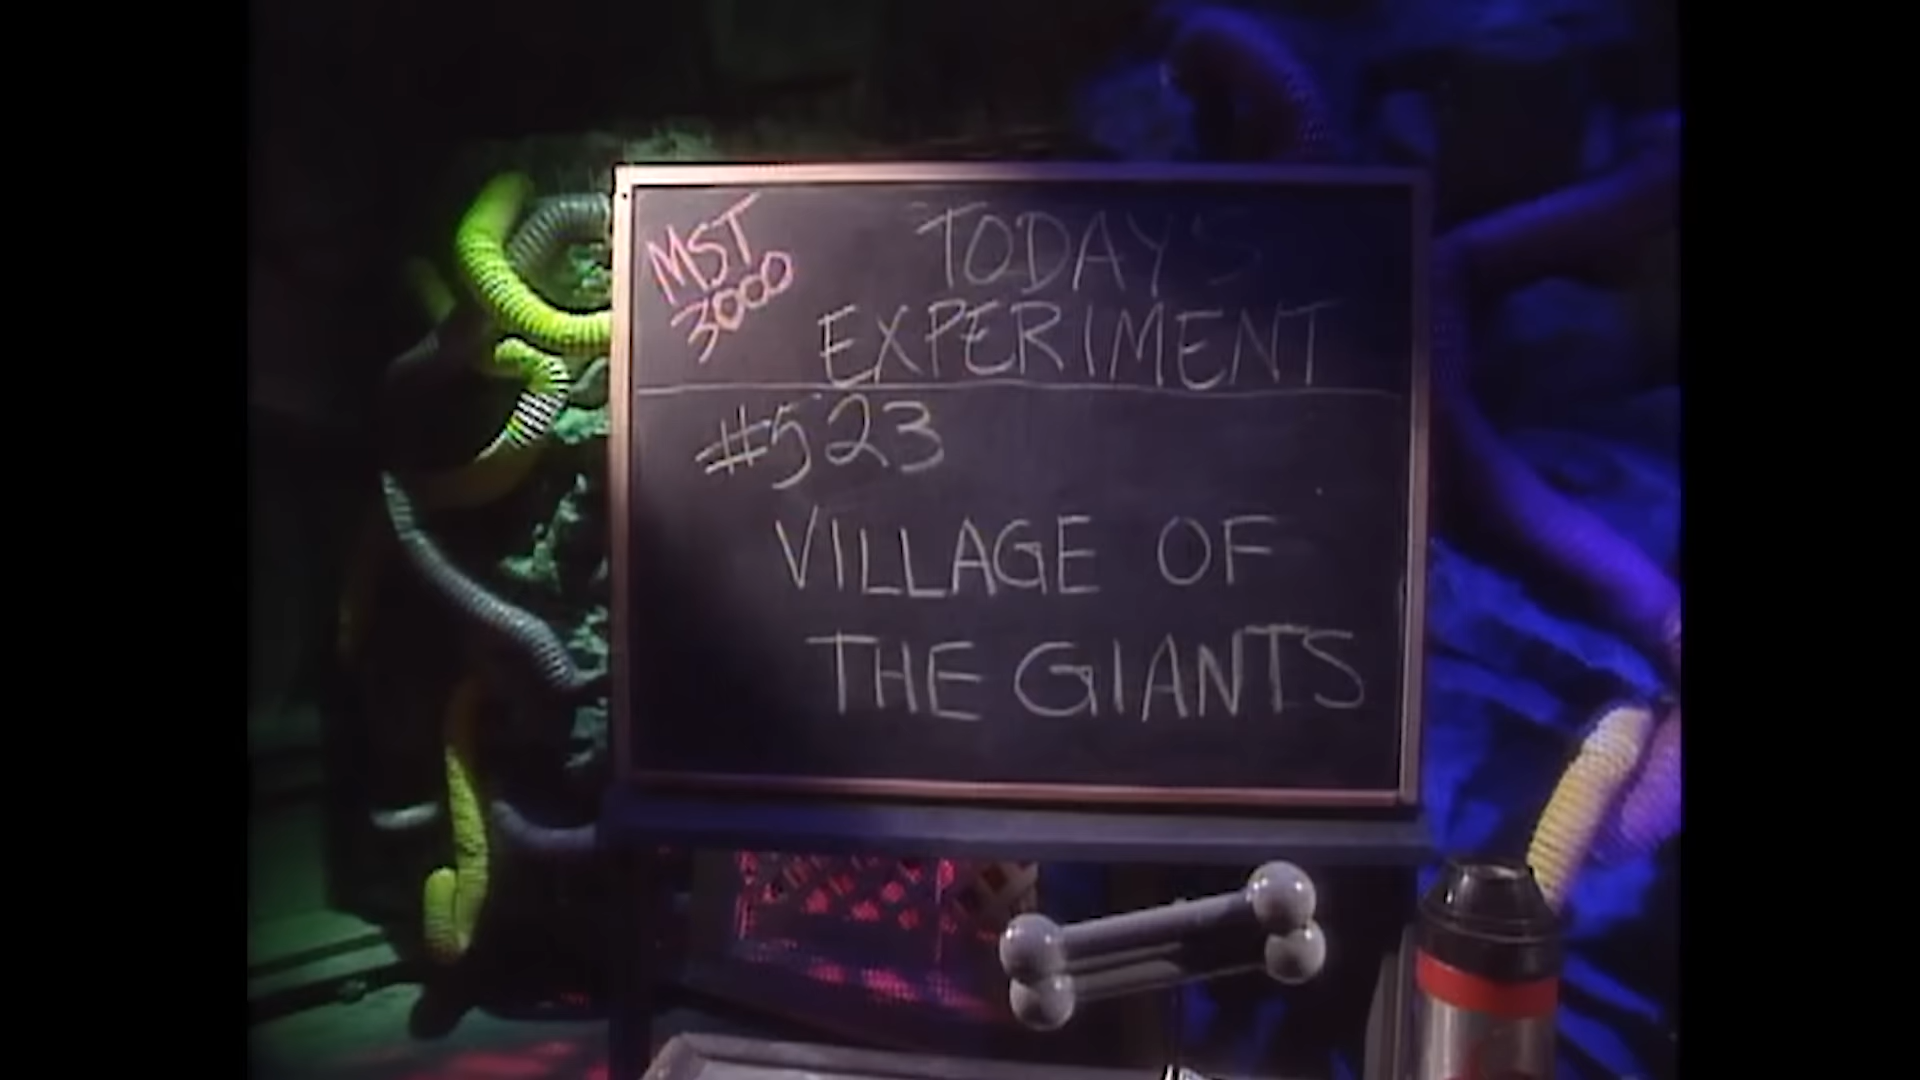 MST
3000
TODAY'S
EXPERIMENT
#523
VILLAGE OF
THE GIANTS